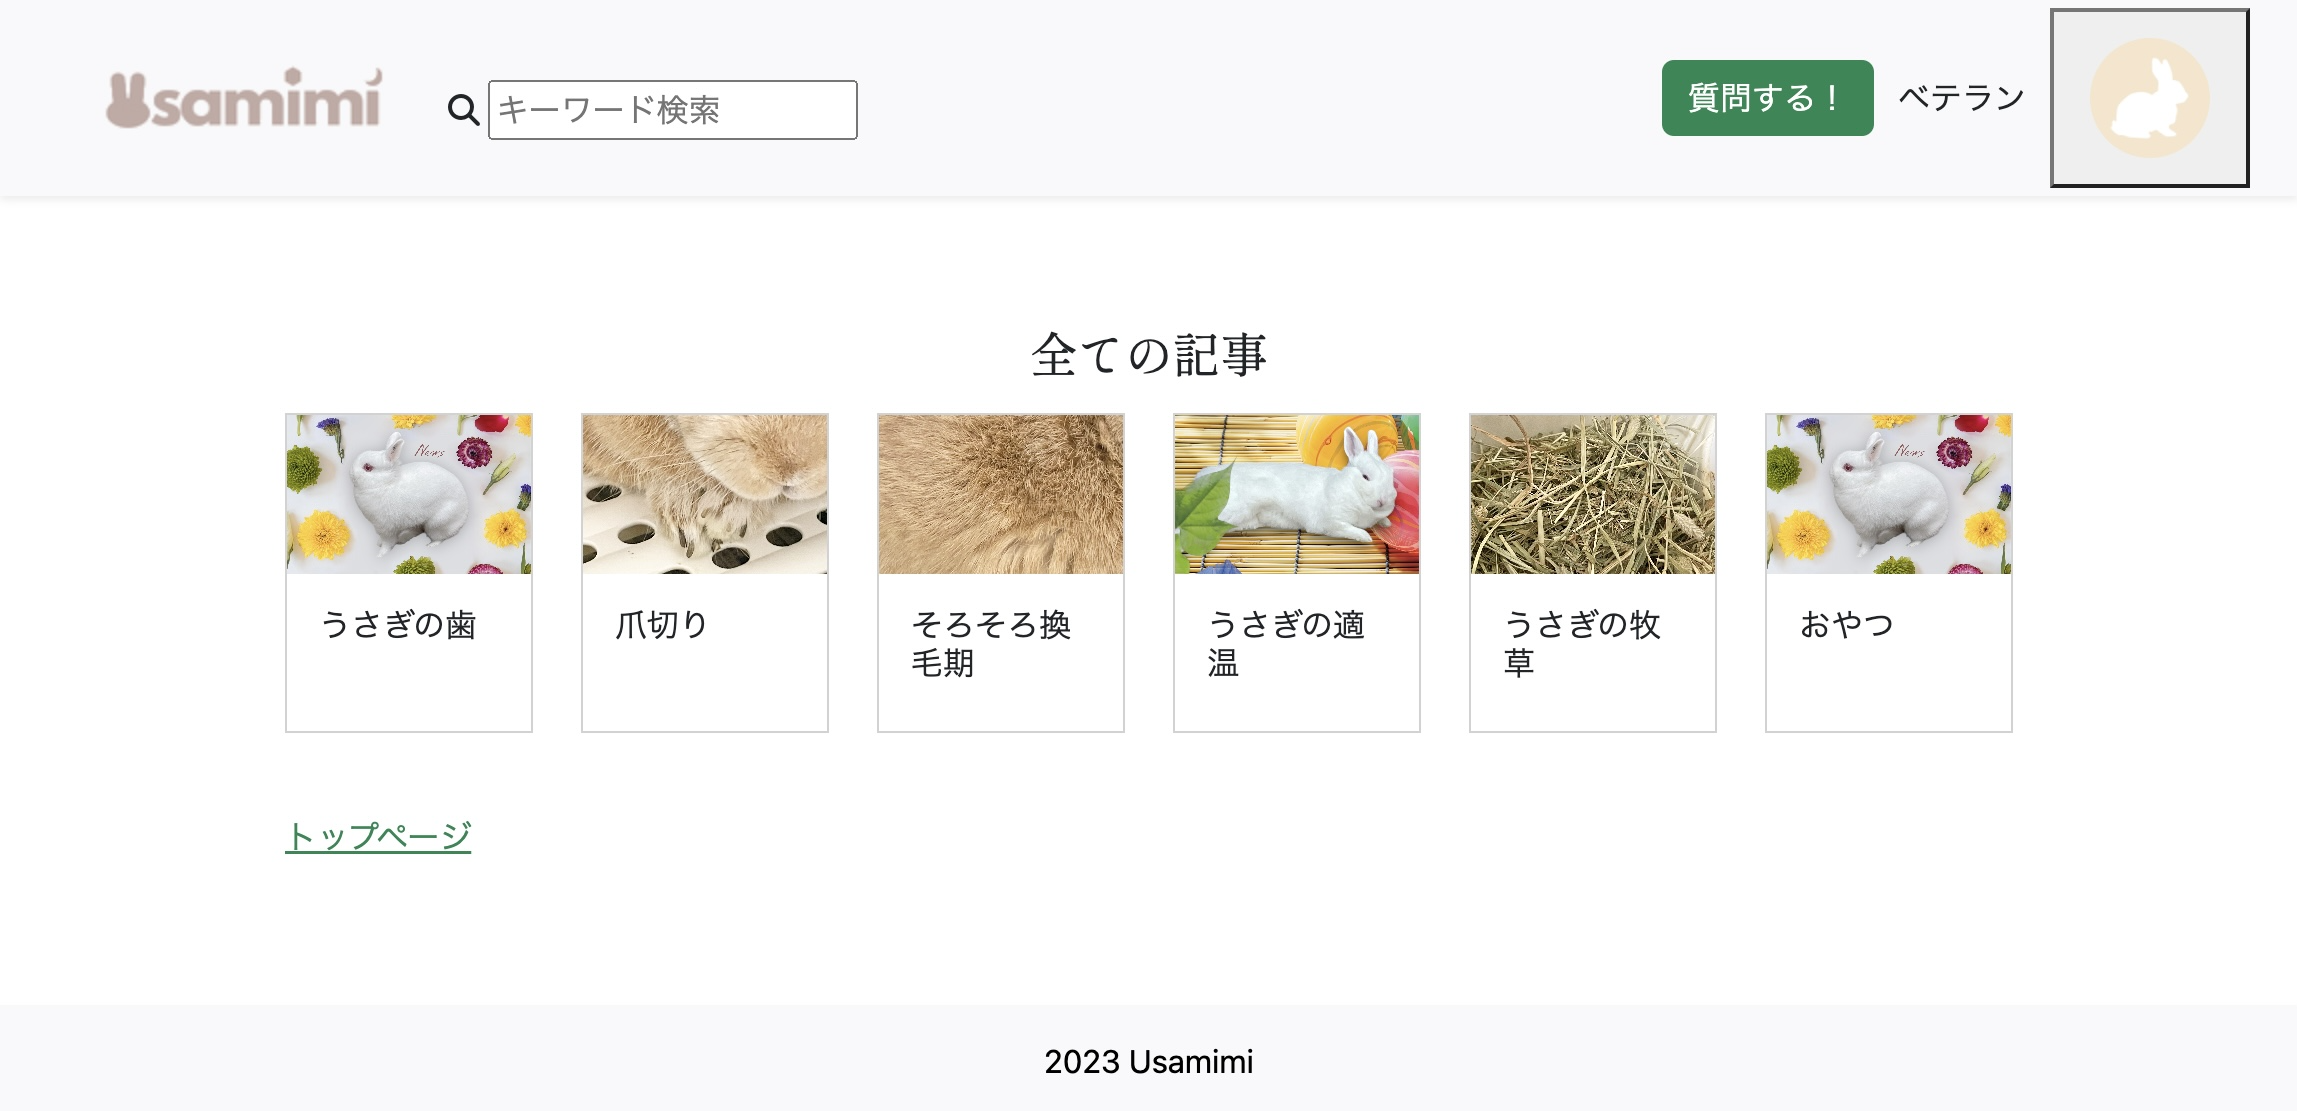 Usamimi
キーワード検索
質問する！
ベテラン
全ての記事
Nams
うさぎの歯
爪切り
そろそろ換
毛期
うさぎの適
温
うさぎの牧
草
Nams
おやつ
トップページ
2023 Usamimi